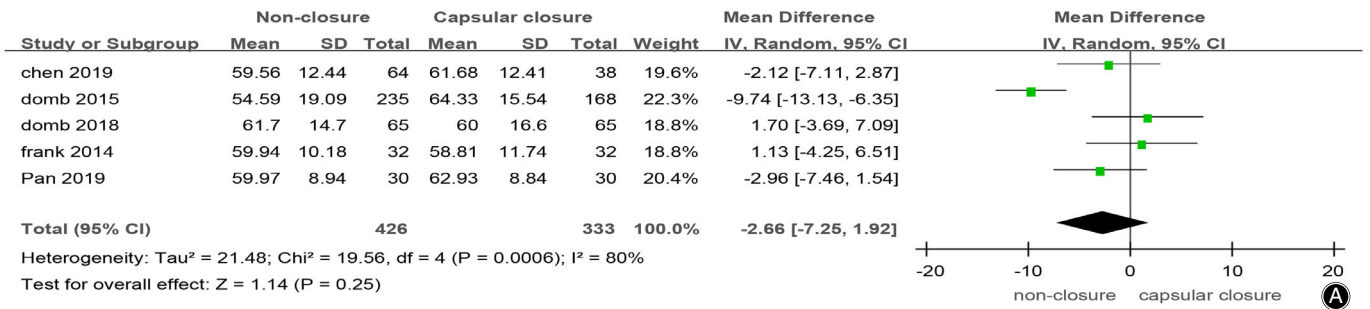 Non-closure Capsular closure Mean Difference Mean Difference
Study or Subgroup Mean SD Total Mean SD Total Weight IV, Random, 95% CI IV, Random, 95% CI
chen 2019 59.56 12.44 64 61.68 12.41 38 19.6% -2.12 [-7.11, 2.87]
domb 2015 54.59 19.09 235 64.33 15.54 168 22.3% -9.74 [-13.13, -6.35]
domb 2018 61.7 14.7 65 60 16.6 65 18.8% 1.70 [-3.69, 7.09]
frank 2014 59.94 10.18 32 58.81 11.74 32 18.8% 1.13 [-4.25, 6.51]
Pan 2019 59.97 8.94 30 62.93 8.84 30 20.4% -2.96 [-7.46, 1.54]
Total (95% CI) 426 333 100.0% -2.66 [-7.25, 1.92]
Heterogeneity: Tau² = 21.48; Chi² = 19.56, df = 4 (P = 0.0006); I² = 80%
Test for overall effect: Z = 1.14 (P = 0.25)
-20 -10 0 10 20
non-closure capsular closure
A